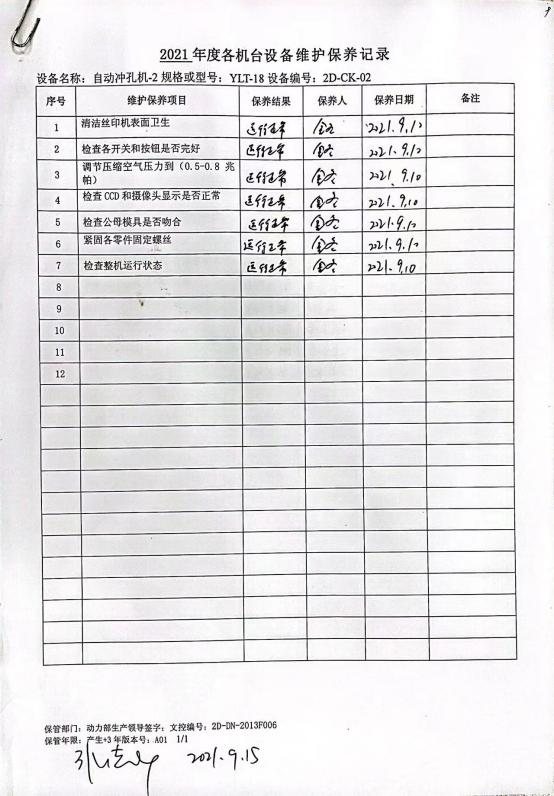 2021年度各机台设备维护保养记录
设备名称：自动冲孔机-2 规格或型号：YLT-18 设备编号：2D-CK-02
序号 维护保养项目 保养结果 保养人 保养日期 备注
1 清洁丝印机表面卫生 运行正常 2021.9.10
2 检查各开关和按钮是否完好 运行正常 2021.9.10
3 调节压缩空气压力到（0.5-0.8 兆
帕） 运行正常 2021.9.10
4 检查 CCD 和摄像头显示是否正常 运行正常 2021.9.10
5 检查公母模具是否吻合 运行正常 2021.9.10
6 紧固各零件固定螺丝 运行正常 2021.9.10
7 检查整机运行状态 运行正常 2021.9.10
8
9
10
11
12
保管部门：动力部生产领导签字：文控编号：2D-DN-2013F006
保管年限：产生+3 年版本号：A01 1/1
2021.9.15